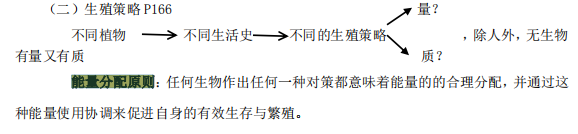 （二）生殖策略 P166
量？
不同植物 不同生活史 不同的生殖策略 ，除人外，无生物
有量又有质 质？
能量分配原则：任何生物作出任何一种对策都意味着能量的的合理分配，并通过这
种能量使用协调来促进自身的有效生存与繁殖。